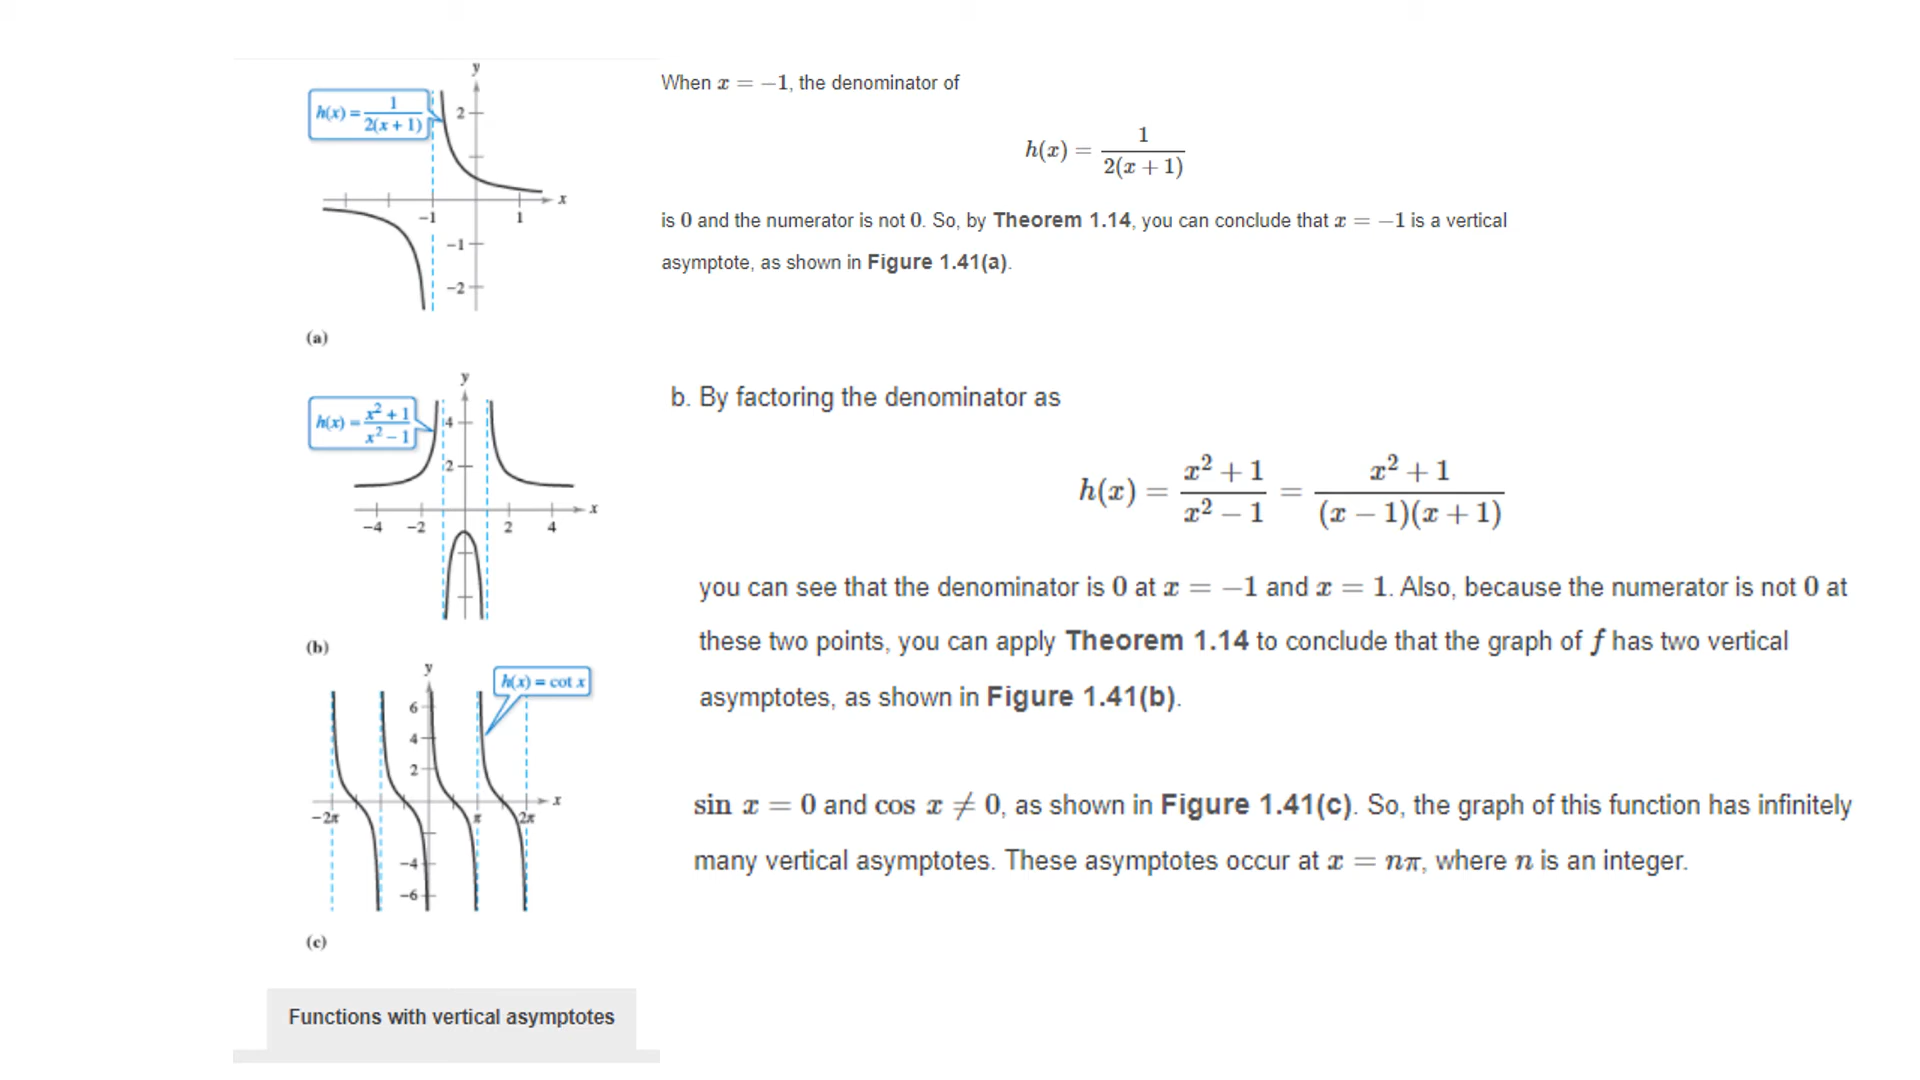 y
h(x) = 1/2(x + 1)
2
x
−1
1
−1
−2
(a)
When x = −1, the denominator of
h(x) = 1/2(x + 1)
is 0 and the numerator is not 0. So, by Theorem 1.14, you can conclude that x = −1 is a vertical
asymptote, as shown in Figure 1.41(a).
y
h(x) = x² + 1/x² − 1
4
2
x
−4
−2
2
4
(b)
b. By factoring the denominator as
h(x) = x² + 1/x² − 1 = x² + 1/(x − 1)(x + 1)
you can see that the denominator is 0 at x = −1 and x = 1. Also, because the numerator is not 0 at
these two points, you can apply Theorem 1.14 to conclude that the graph of f has two vertical
asymptotes, as shown in Figure 1.41(b).
y
h(x) = cot x
6
4
2
x
−2π
π
2π
−4
−6
(c)
sin x = 0 and cos x ≠ 0, as shown in Figure 1.41(c). So, the graph of this function has infinitely
many vertical asymptotes. These asymptotes occur at x = nπ, where n is an integer.
Functions with vertical asymptotes